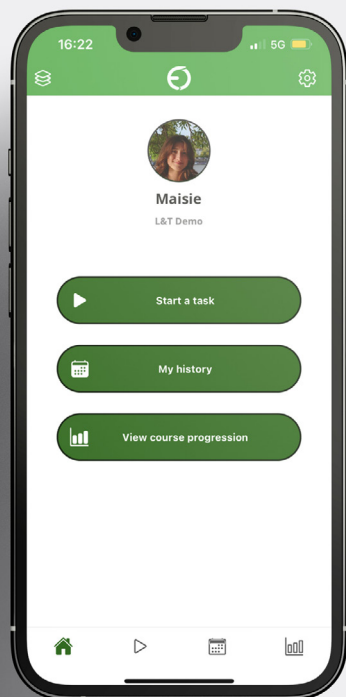 16:22
5G
Maisie
L&T Demo
Start a task
My history
View course progression